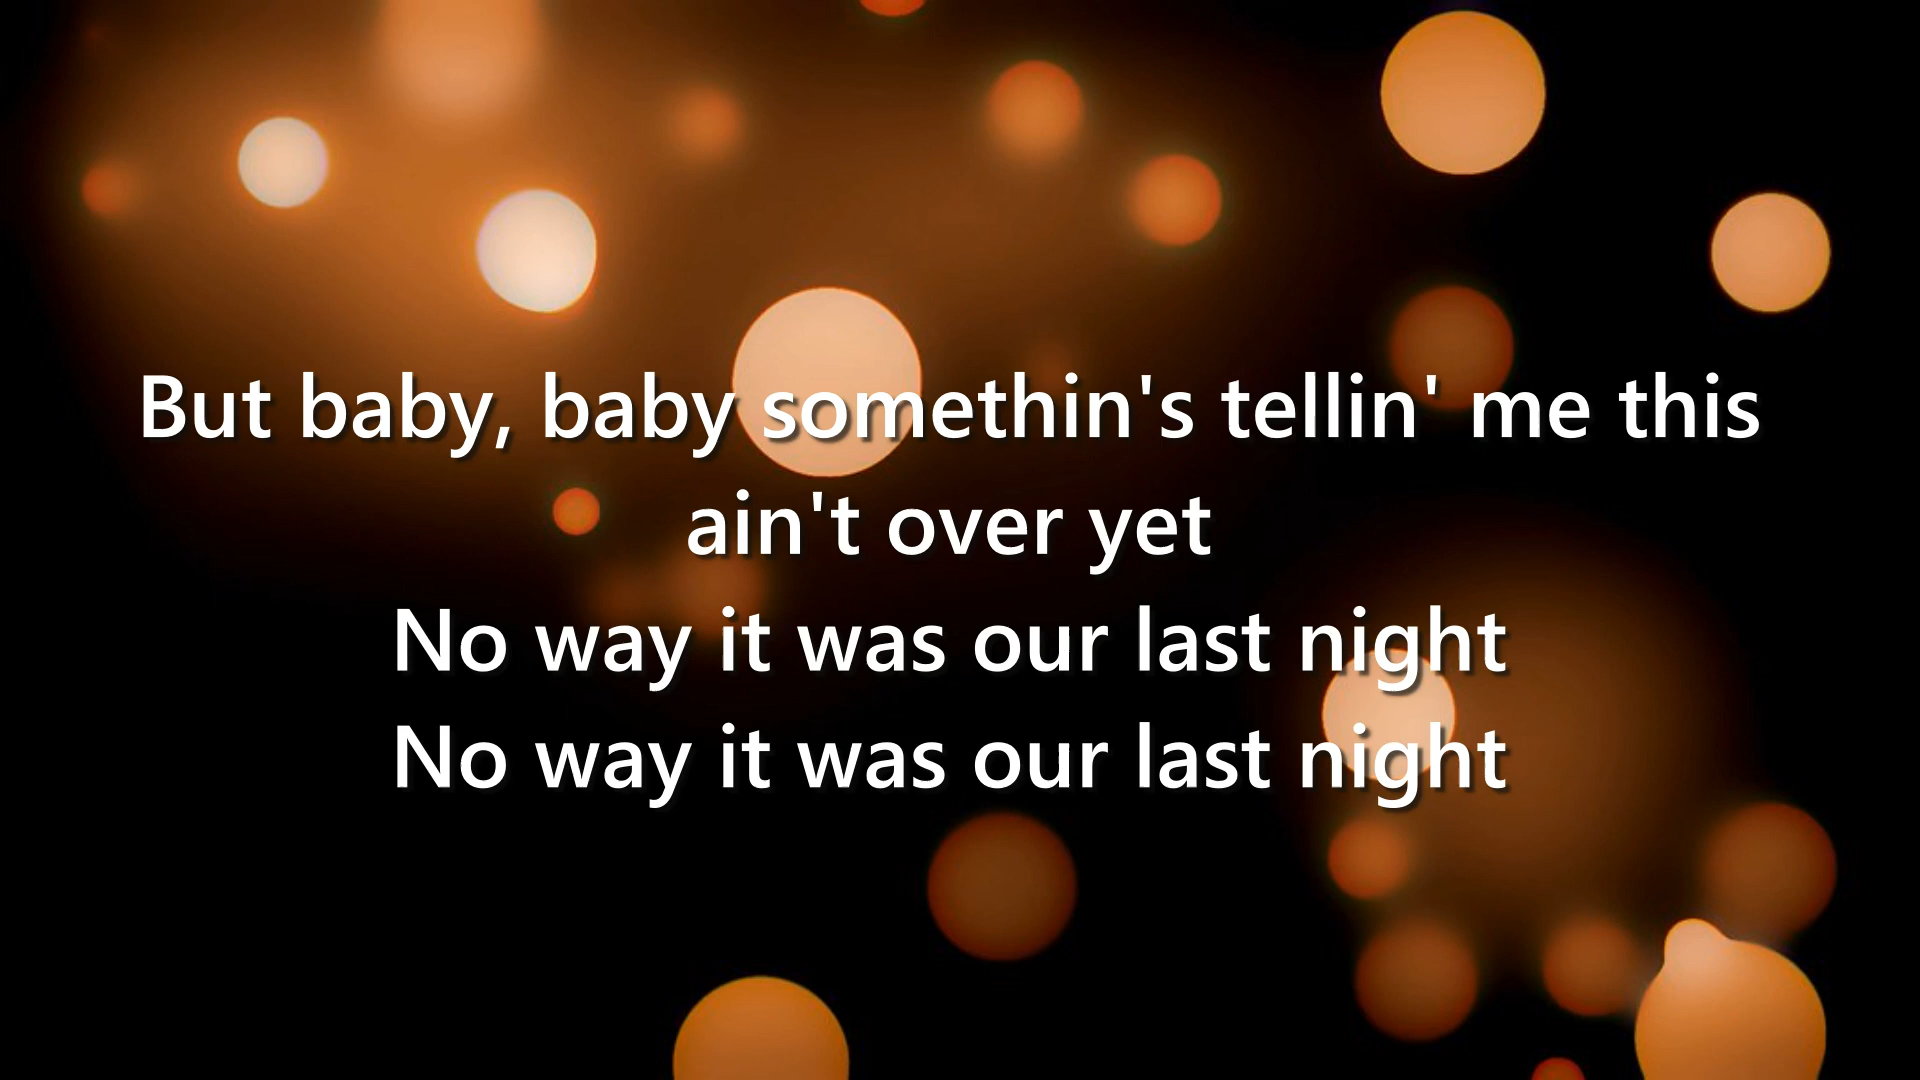 But baby, baby somethin's tellin' me this
ain't over yet
No way it was our last night
No way it was our last night